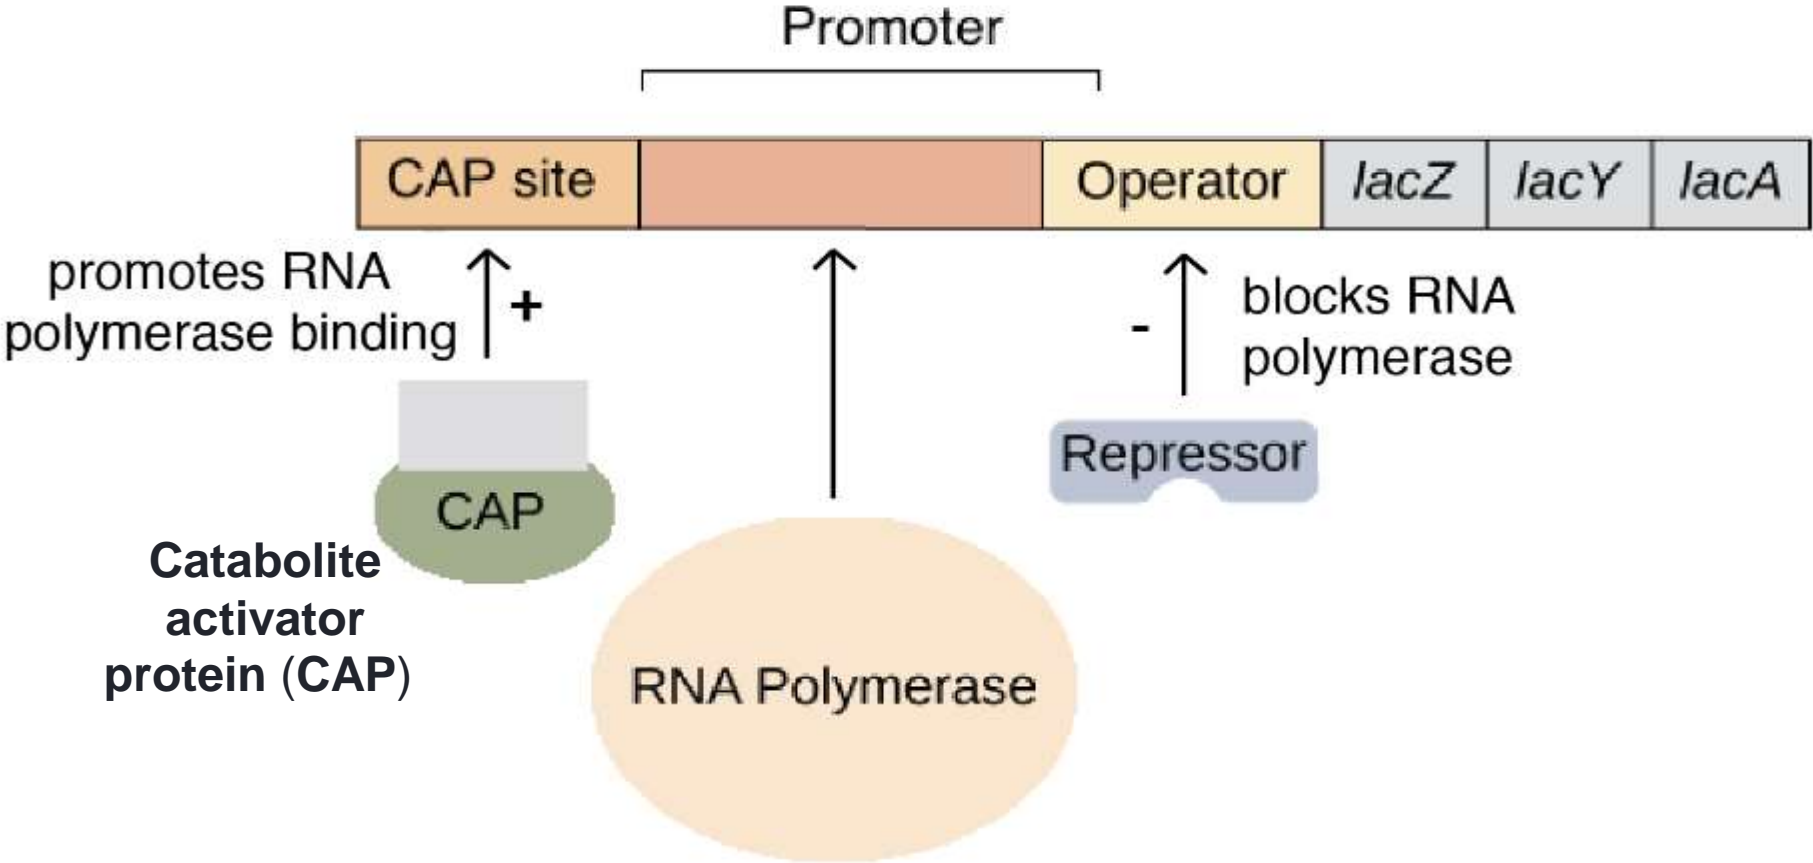 Promoter
CAP site
Operator
lacZ
lacY
lacA
promotes RNA
polymerase binding
+
-
blocks RNA
polymerase
CAP
Repressor
Catabolite
activator
protein (CAP)
RNA Polymerase